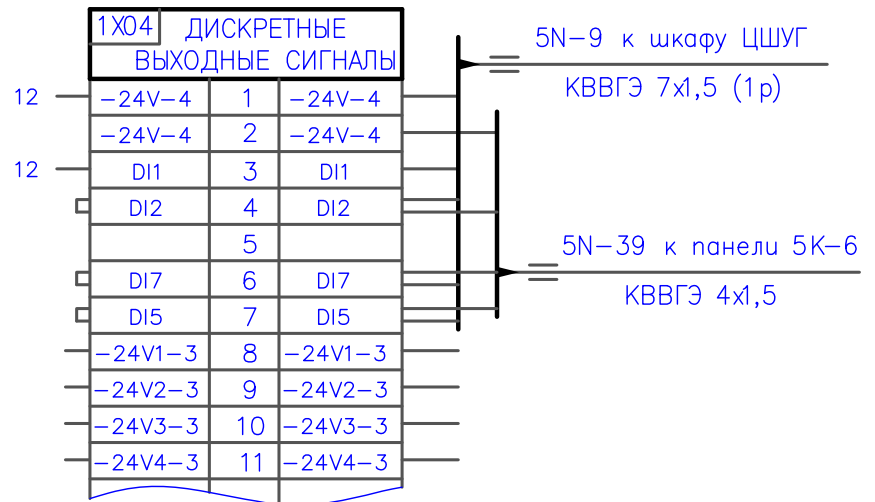 1X04 ДИСКРЕТНЫЕ
ВЫХОДНЫЕ СИГНАЛЫ
12 -24V-4 1 -24V-4
-24V-4 2 -24V-4
12 DI1 3 DI1
DI2 4 DI2
5
DI7 6 DI7
DI5 7 DI5
-24V1-3 8 -24V1-3
-24V2-3 9 -24V2-3
-24V3-3 10 -24V3-3
-24V4-3 11 -24V4-3
5N-9 к шкафу ЦШУГ
КВВГЭ 7x1,5 (1р)
5N-39 к панели 5К-6
КВВГЭ 4x1,5